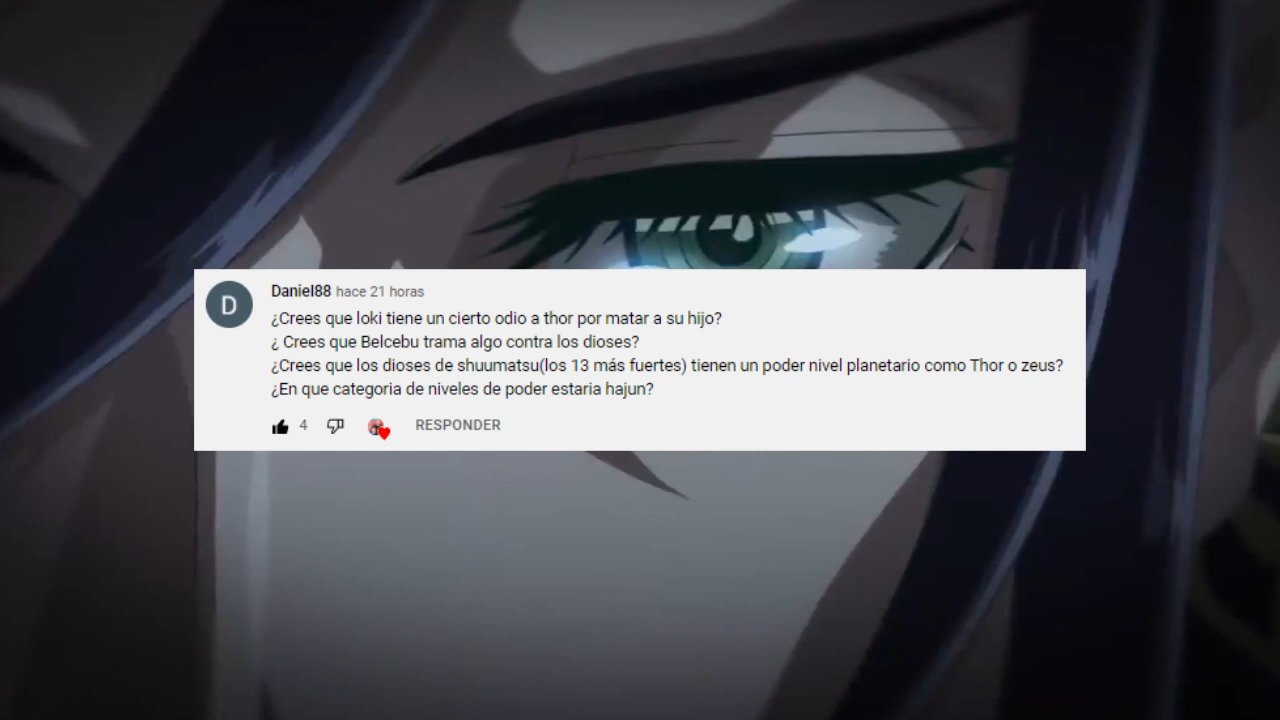 D
Daniel88 hace 21 horas
¿Crees que loki tiene un cierto odio a thor por matar a su hijo?
¿ Crees que Belcebu trama algo contra los dioses?
¿Crees que los dioses de shuumatsu(los 13 más fuertes) tienen un poder nivel planetario como Thor o zeus?
¿En que categoria de niveles de poder estaria hajun?
4 RESPONDER